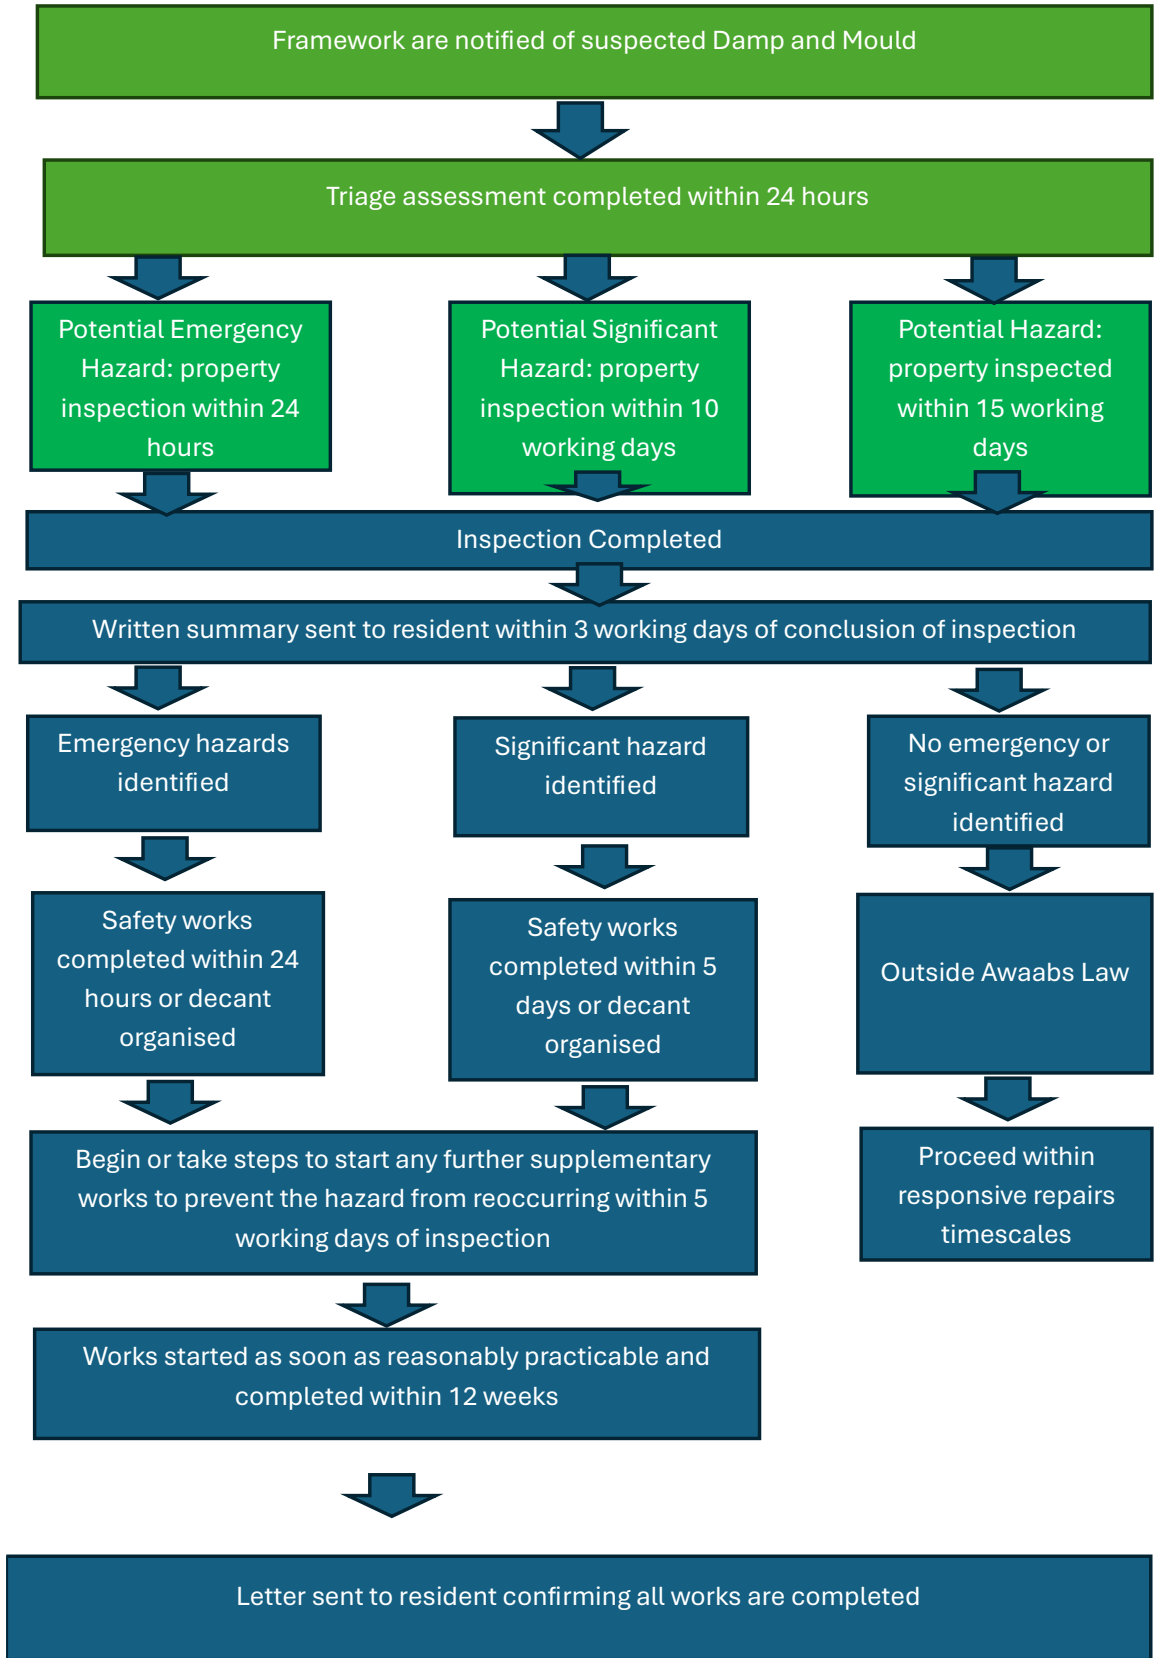 Framework are notified of suspected Damp and Mould
Triage assessment completed within 24 hours
Potential Emergency
Hazard: property
inspection within 24
hours
Potential Significant
Hazard: property
inspection within 10
working days
Potential Hazard:
property inspected
within 15 working
days
Inspection Completed
Written summary sent to resident within 3 working days of conclusion of inspection
Emergency hazards
identified
Significant hazard
identified
No emergency or
significant hazard
identified
Safety works
completed within 24
hours or decant
organised
Safety works
completed within 5
days or decant
organised
Outside Awaabs Law
Begin or take steps to start any further supplementary
works to prevent the hazard from reoccurring within 5
working days of inspection
Proceed within
responsive repairs
timescales
Works started as soon as reasonably practicable and
completed within 12 weeks
Letter sent to resident confirming all works are completed